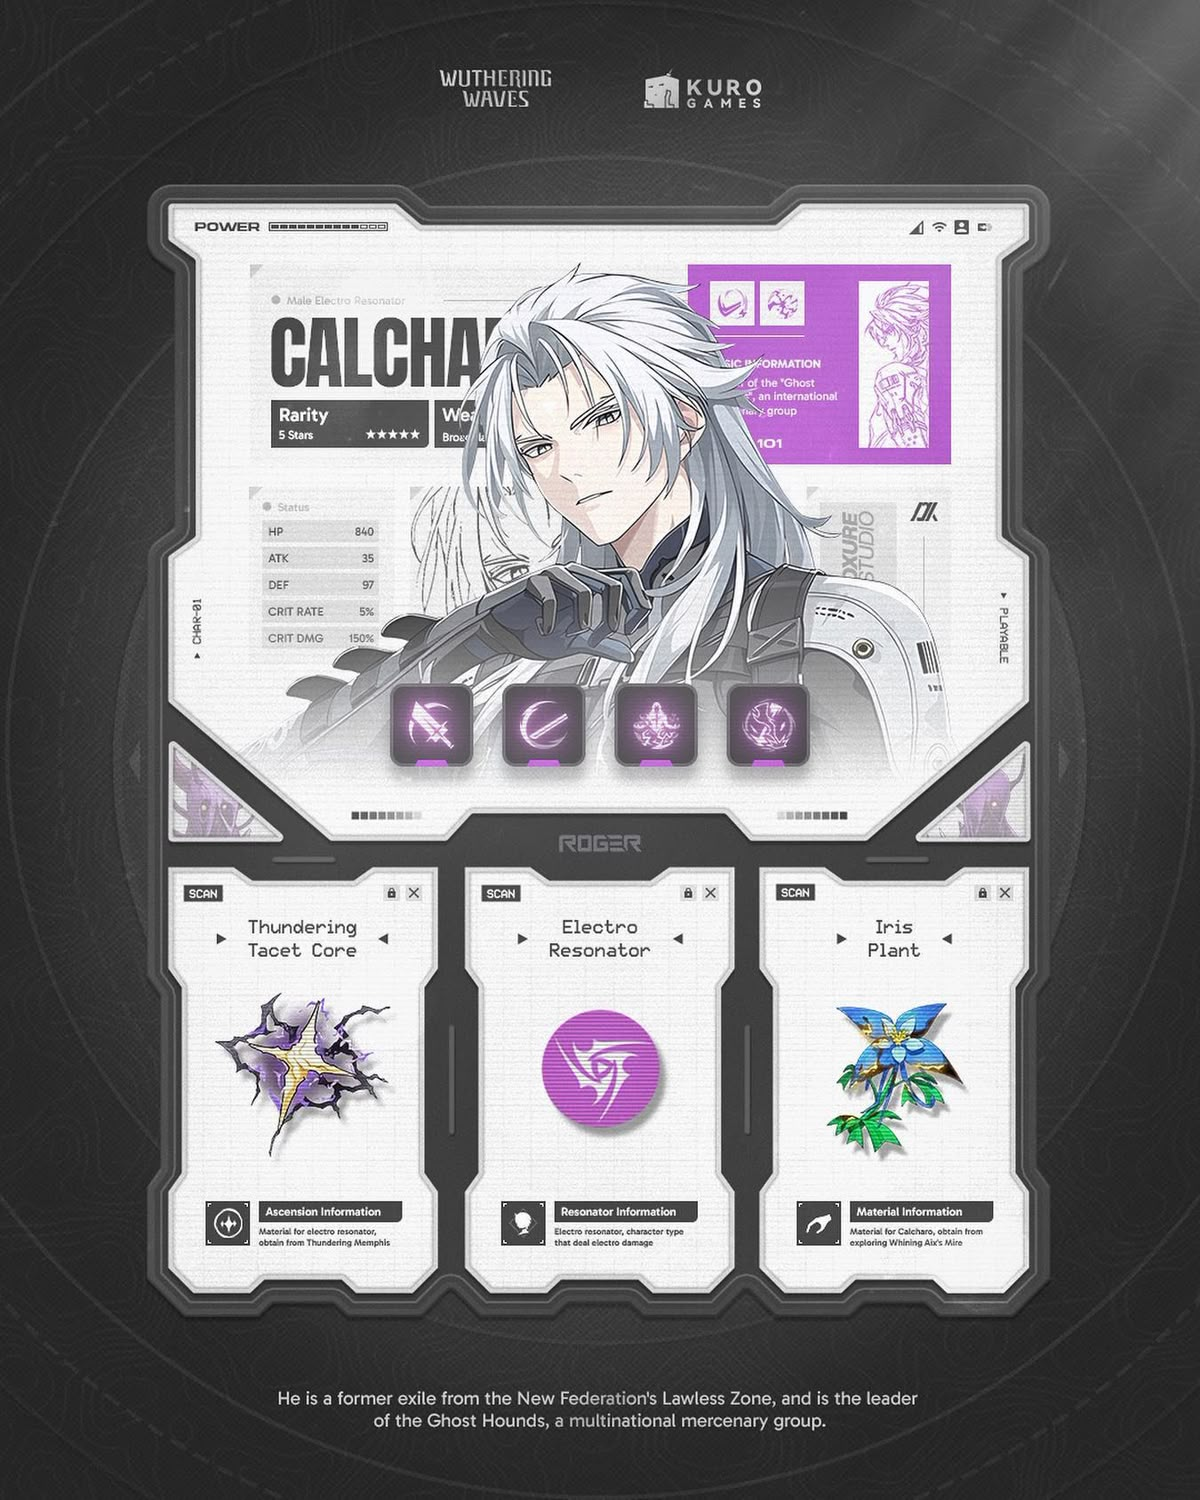 WUTHERING
WAVES
KURO
GAMES
POWER
Male Electro Resonator
CALCHA
Rarity
5 Stars ★★★★★
INFORMATION
of the "Ghost
, an international
group
101
Status
HP 840
ATK 35
DEF 97
CRIT RATE 5%
CRIT DMG 150%
STUDIO
CHAR-01
PLAYABLE
ROGER
SCAN
Thundering
Tacet Core
Ascension Information
Material for electro resonator,
obtain from Thundering Memphis
SCAN
Electro
Resonator
Resonator Information
Electro resonator, character type
that deal electro damage
SCAN
Iris
Plant
Material Information
Material for Calcharo, obtain from
exploring Whining Aix's Mire
He is a former exile from the New Federation's Lawless Zone, and is the leader
of the Ghost Hounds, a multinational mercenary group.